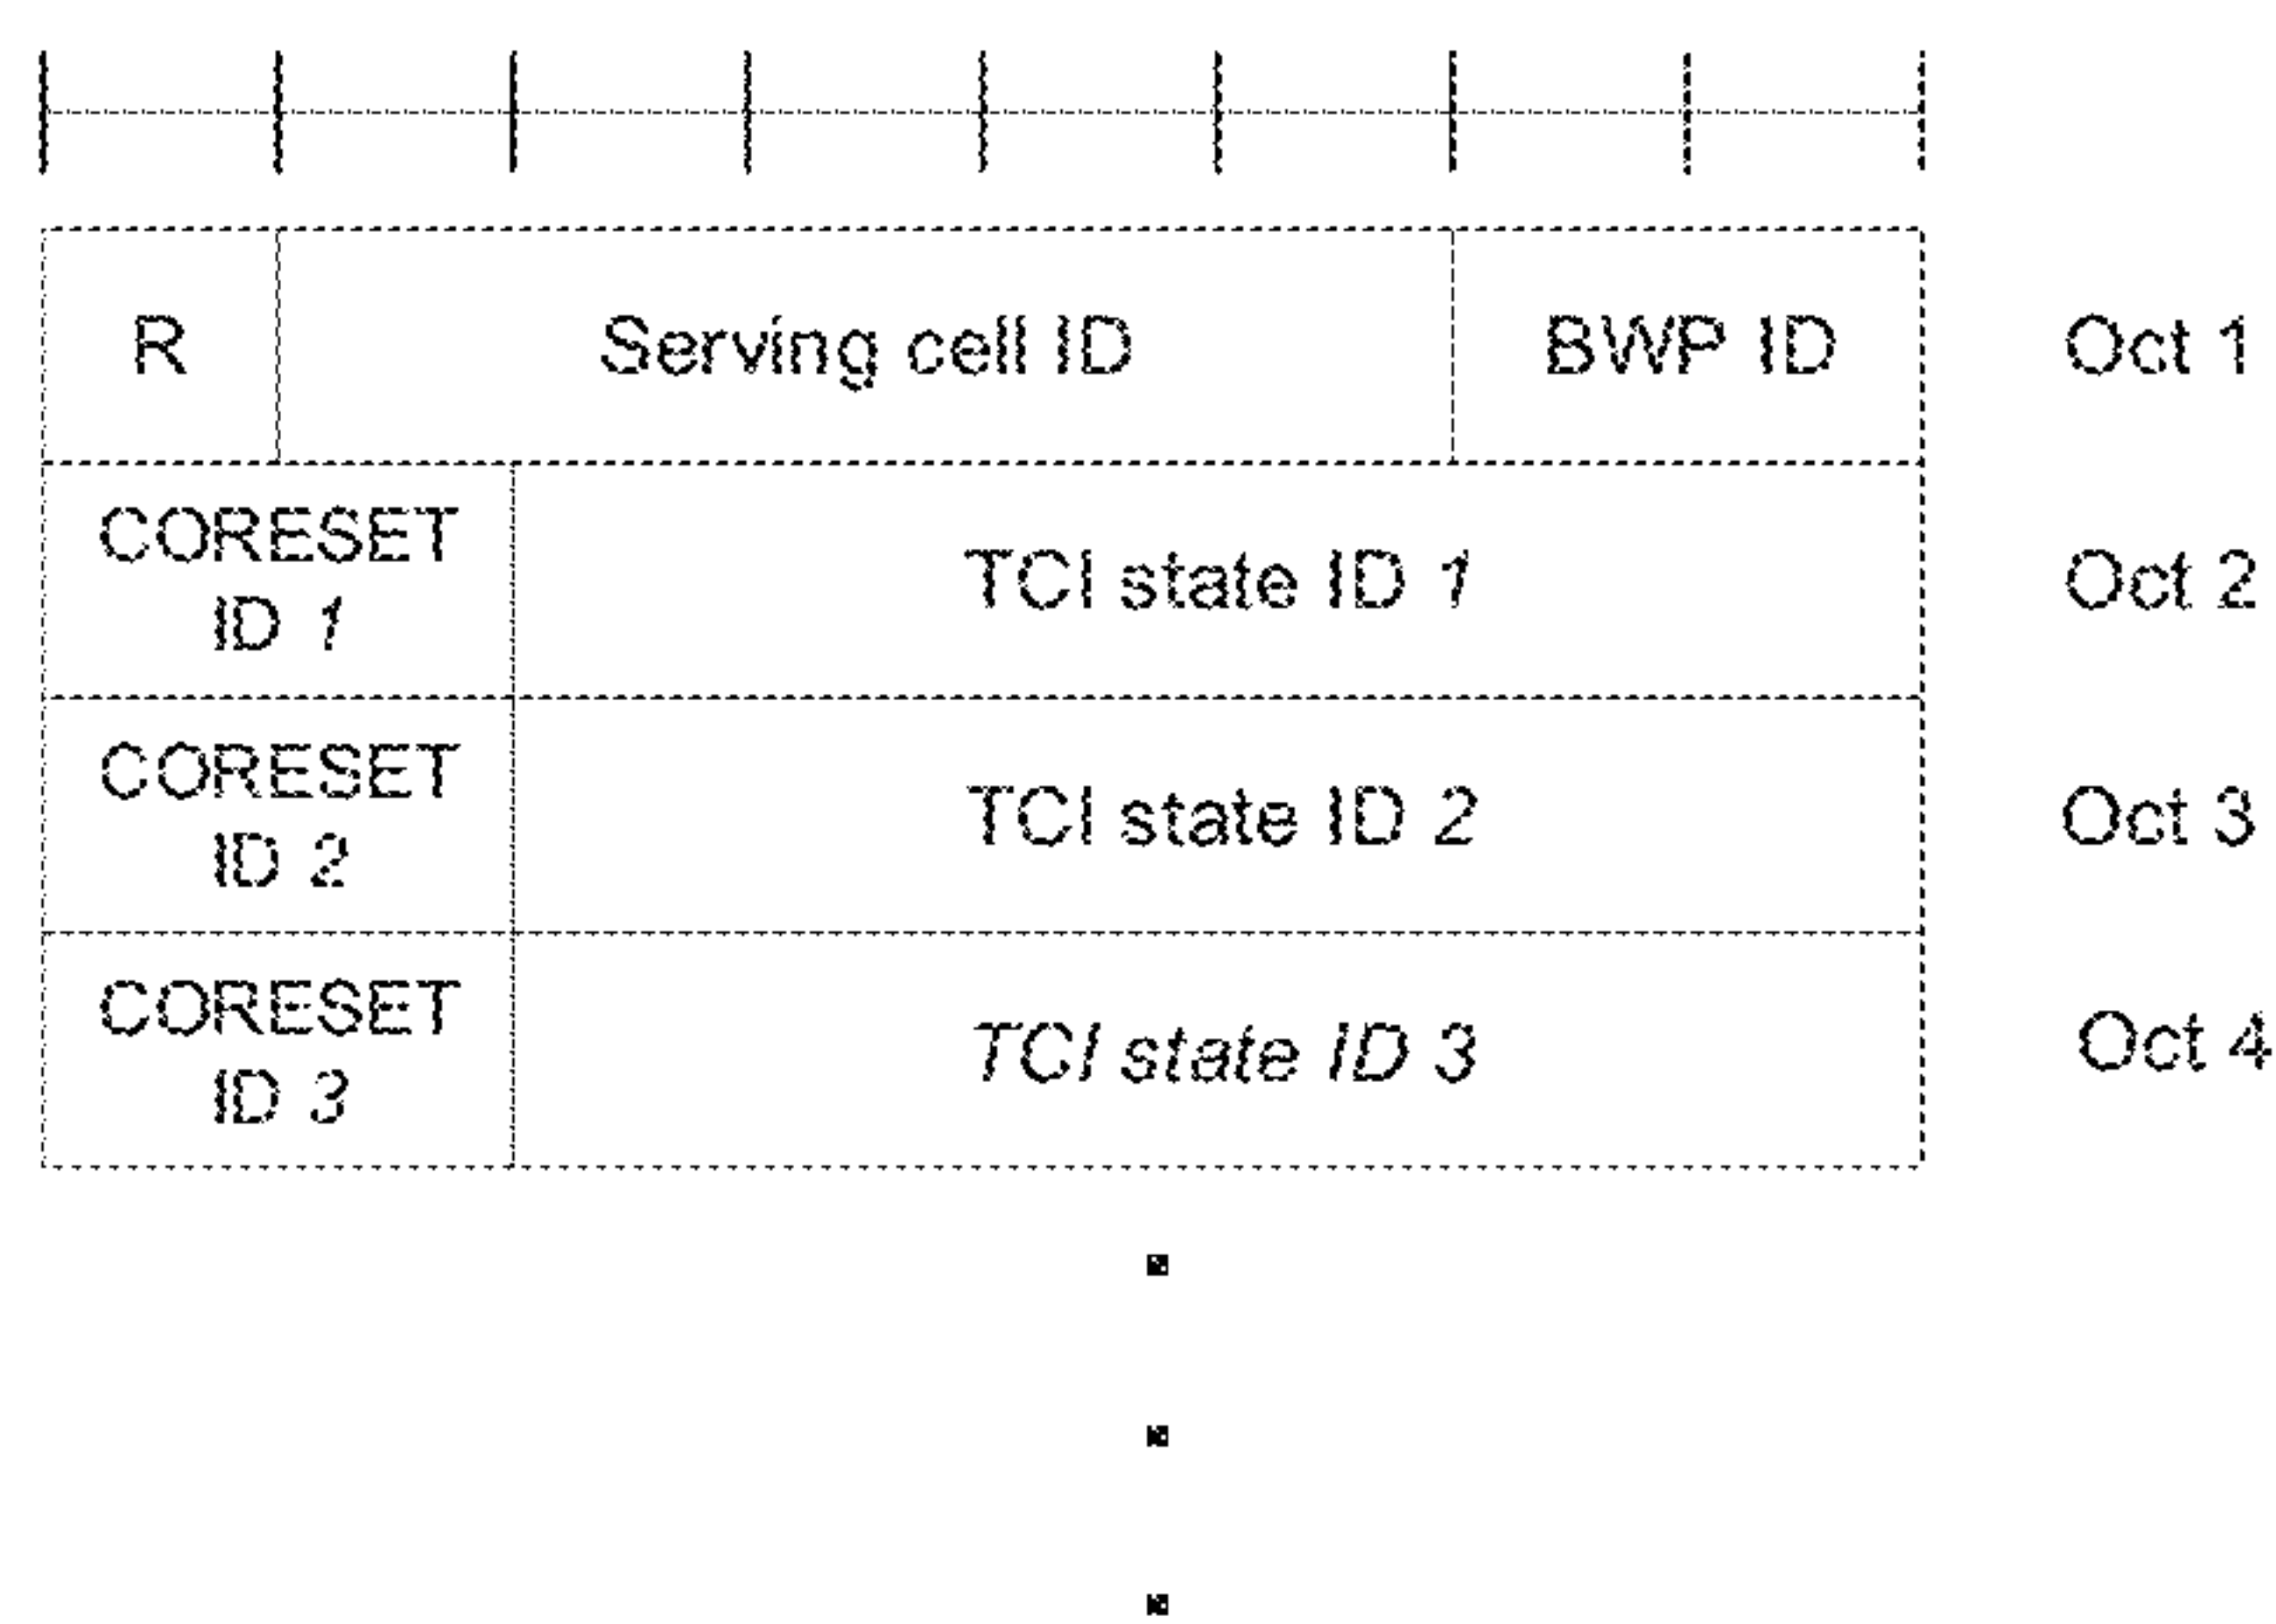 R Serving cell ID BWP ID Oct 1
CORESET
ID 1
TCI state ID 1 Oct 2
CORESET
ID 2
TCI state ID 2 Oct 3
CORESET
ID 3
TCI state ID 3 Oct 4